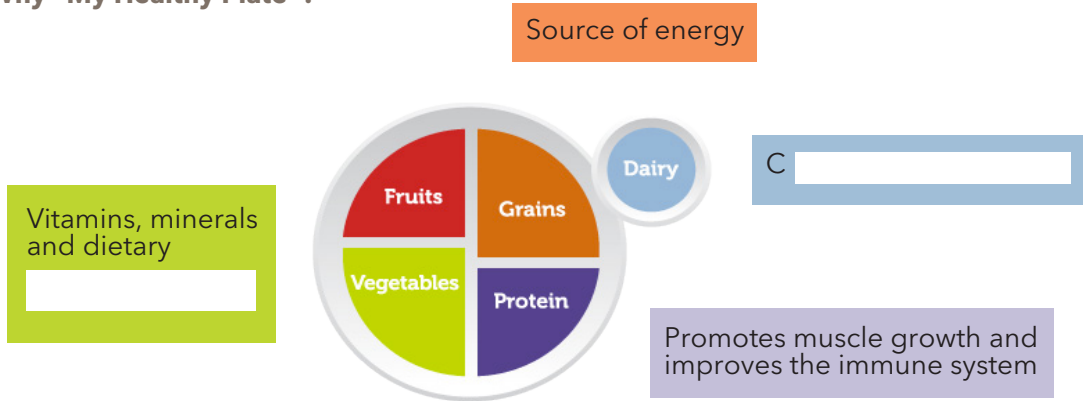 Source of energy
Dairy
C
Fruits
Grains
Vitamins, minerals
and dietary
Vegetables
Protein
Promotes muscle growth and
improves the immune system